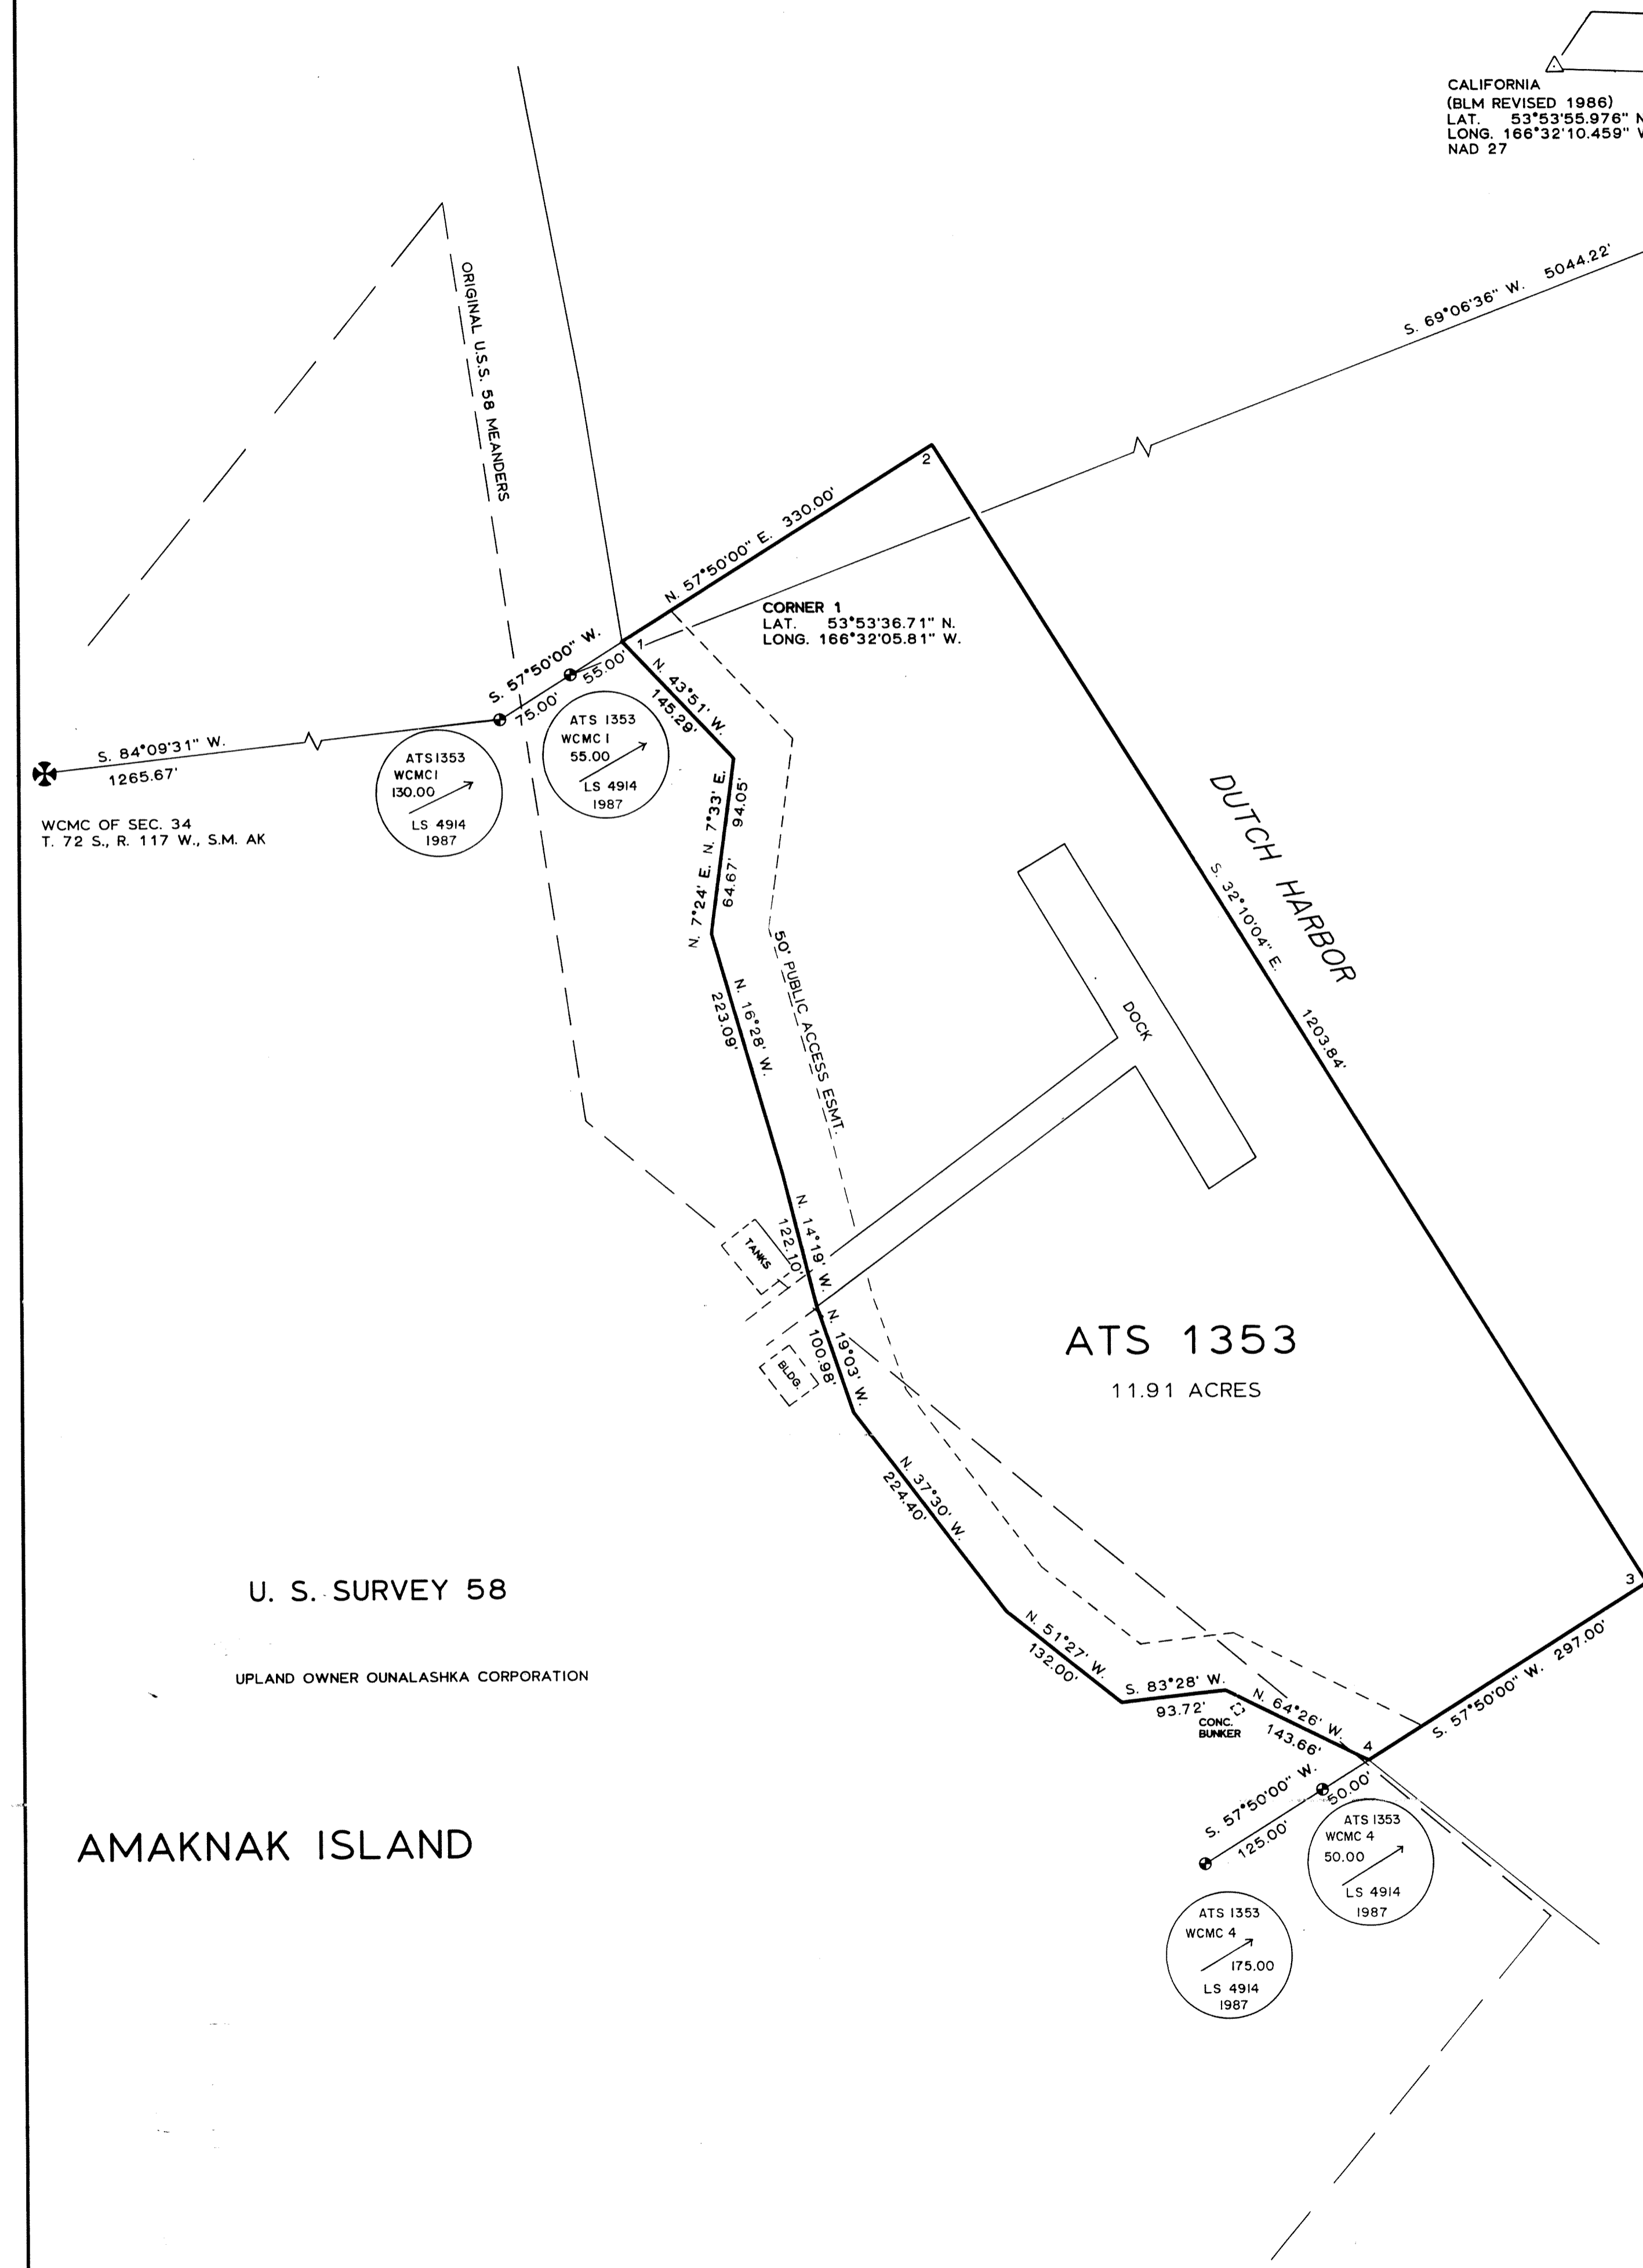 CALIFORNIA
(BLM REVISED 1986)
LAT. 53°53'55.976" N
LONG. 166°32'10.459"
NAD 27
S. 69°06'36" W. 5044.22'
ORIGINAL U.S.S. 58 MEANDERS
2
N. 57°50'00" E. 330.00'
CORNER 1
LAT. 53°53'36.71" N.
LONG. 166°32'05.81" W.
1
S. 57°50'00" W.
55.00'
75.00'
N. 43°51' W.
145.29'
S. 84°09'31" W.
1265.67'
WCMC OF SEC. 34
T. 72 S., R. 117 W., S.M. AK
ATS 1353
WCMC 1
130.00
LS 4914
1987
ATS 1353
WCMC 1
55.00
LS 4914
1987
N. 7°33' E.
94.05'
N. 7°24' E.
64.67'
DUTCH HARBOR
S. 32°10'04" E. 1203.84'
50' PUBLIC ACCESS ESMT.
N. 16°28' W.
223.09'
DOCK
N. 14°19' W.
122.10'
TANKS
N. 19°03' W.
100.98'
BLDG.
ATS 1353
11.91 ACRES
N. 37°30' W.
224.40'
U. S. SURVEY 58
UPLAND OWNER OUNALASHKA CORPORATION
3
N. 51°27' W.
132.00'
S. 83°28' W.
93.72'
CONC.
BUNKER
N. 64°26' W.
143.66'
S. 57°50'00" W. 297.00'
4
S. 57°50'00" W.
50.00'
125.00'
ATS 1353
WCMC 4
50.00
LS 4914
1987
ATS 1353
WCMC 4
175.00
LS 4914
1987
AMAKNAK ISLAND